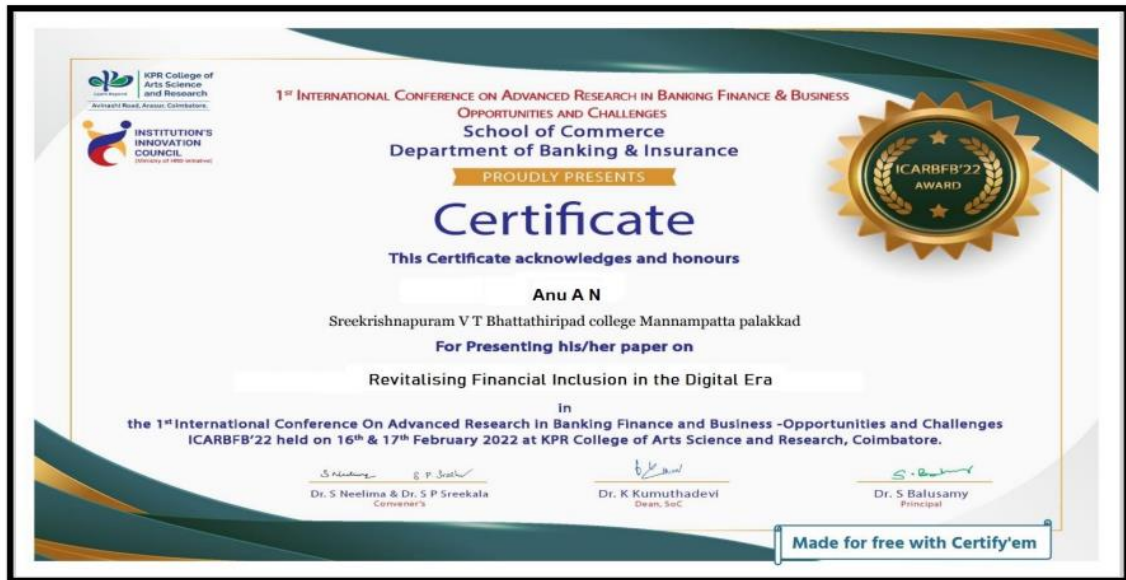 KPR College of
Arts Science
and Research
Learn Beyond
Avinashi Road, Arasur, Coimbatore.
INSTITUTION'S
INNOVATION
COUNCIL
(Ministry of HRD Initiative)
1st INTERNATIONAL CONFERENCE ON ADVANCED RESEARCH IN BANKING FINANCE & BUSINESS
OPPORTUNITIES AND CHALLENGES
School of Commerce
Department of Banking & Insurance
PROUDLY PRESENTS
ICARBFB'22
AWARD
Certificate
This Certificate acknowledges and honours
Anu A N
Sreekrishnapuram V T Bhattathiripad college Mannampatta palakkad
For Presenting his/her paper on
Revitalising Financial Inclusion in the Digital Era
in
the 1st International Conference On Advanced Research in Banking Finance and Business -Opportunities and Challenges
ICARBFB'22 held on 16th & 17th February 2022 at KPR College of Arts Science and Research, Coimbatore.
Dr. S Neelima & Dr. S P Sreekala
Convener's
Dr. K Kumuthadevi
Dean, SoC
Dr. S Balusamy
Principal
Made for free with Certify'em